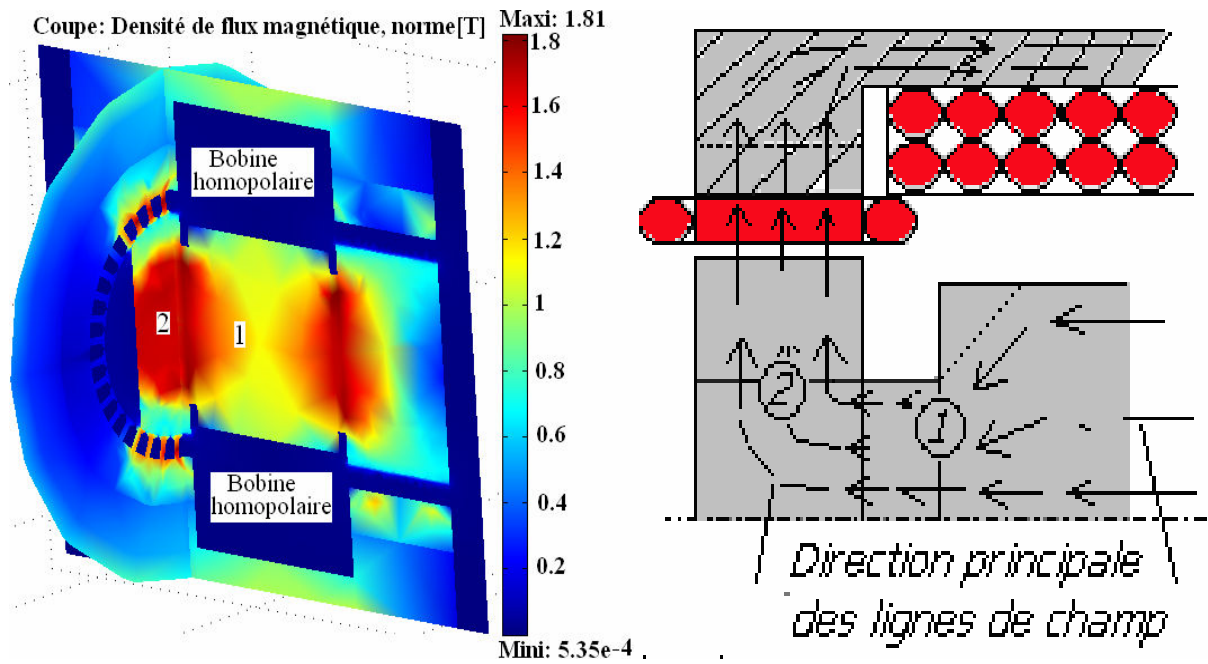 Coupe: Densité de flux magnétique, norme[T]
Maxi: 1.81
1.8
1.6
1.4
1.2
1
0.8
0.6
0.4
0.2
Mini: 5.35e-4
Bobine
homopolaire
2
1
Bobine
homopolaire
2
1
Direction principale
des lignes de champ